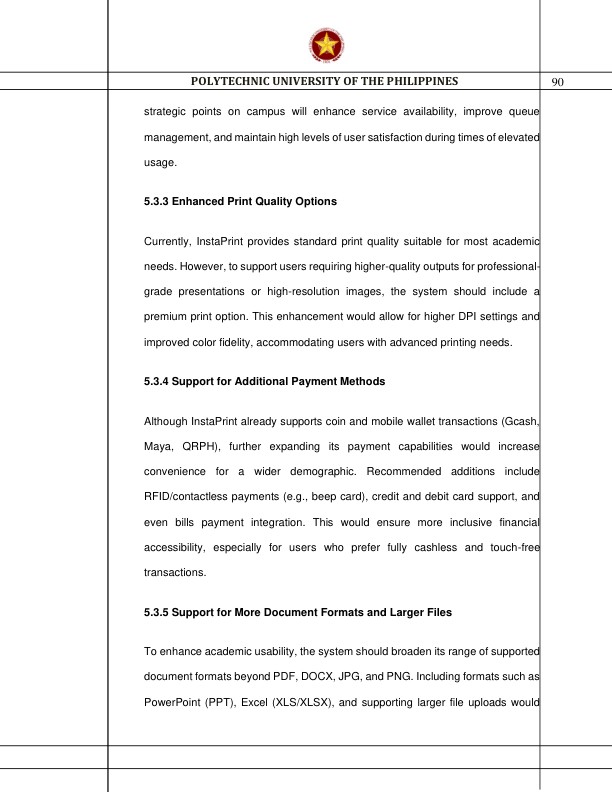 POLYTECHNIC UNIVERSITY OF THE PHILIPPINES 90
strategic points on campus will enhance service availability, improve queue
management, and maintain high levels of user satisfaction during times of elevated
usage.
5.3.3 Enhanced Print Quality Options
Currently, InstaPrint provides standard print quality suitable for most academic
needs. However, to support users requiring higher-quality outputs for professional-
grade presentations or high-resolution images, the system should include a
premium print option. This enhancement would allow for higher DPI settings and
improved color fidelity, accommodating users with advanced printing needs.
5.3.4 Support for Additional Payment Methods
Although InstaPrint already supports coin and mobile wallet transactions (Gcash,
Maya, QRPH), further expanding its payment capabilities would increase
convenience for a wider demographic. Recommended additions include
RFID/contactless payments (e.g., beep card), credit and debit card support, and
even bills payment integration. This would ensure more inclusive financial
accessibility, especially for users who prefer fully cashless and touch-free
transactions.
5.3.5 Support for More Document Formats and Larger Files
To enhance academic usability, the system should broaden its range of supported
document formats beyond PDF, DOCX, JPG, and PNG. Including formats such as
PowerPoint (PPT), Excel (XLS/XLSX), and supporting larger file uploads would